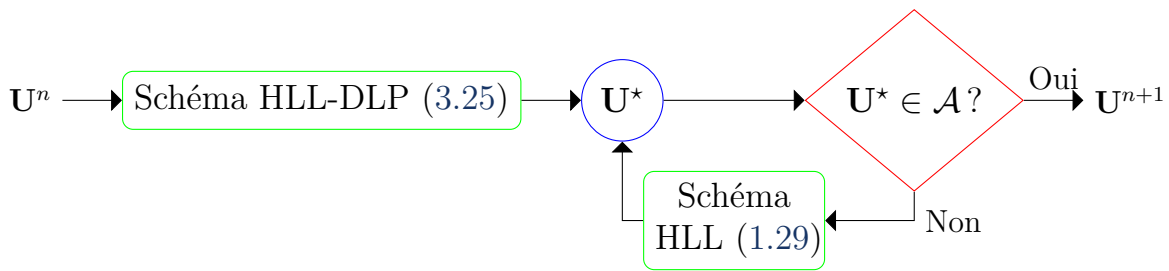 Uⁿ
Schéma HLL-DLP (3.25)
U⋆
U⋆ ∈ 𝒜 ?
Oui
Uⁿ⁺¹
Schéma
HLL (1.29)
Non